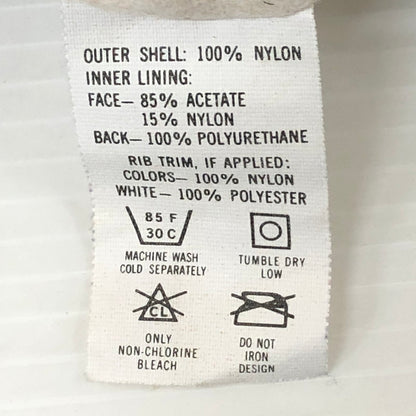 OUTER SHELL: 100% NYLON
INNER LINING:
FACE— 85% ACETATE
15% NYLON
BACK— 100% POLYURETHANE
RIB TRIM, IF APPLIED:
COLORS— 100% NYLON
WHITE— 100% POLYESTER
85 F
30 C
MACHINE WASH
COLD SEPARATELY
TUMBLE DRY
LOW
CL
ONLY
NON-CHLORINE
BLEACH
DO NOT
IRON
DESIGN